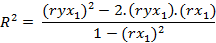 R² = (ryx₁)² − 2.(ryx₁).(rx₁) / 1 − (rx₁)²